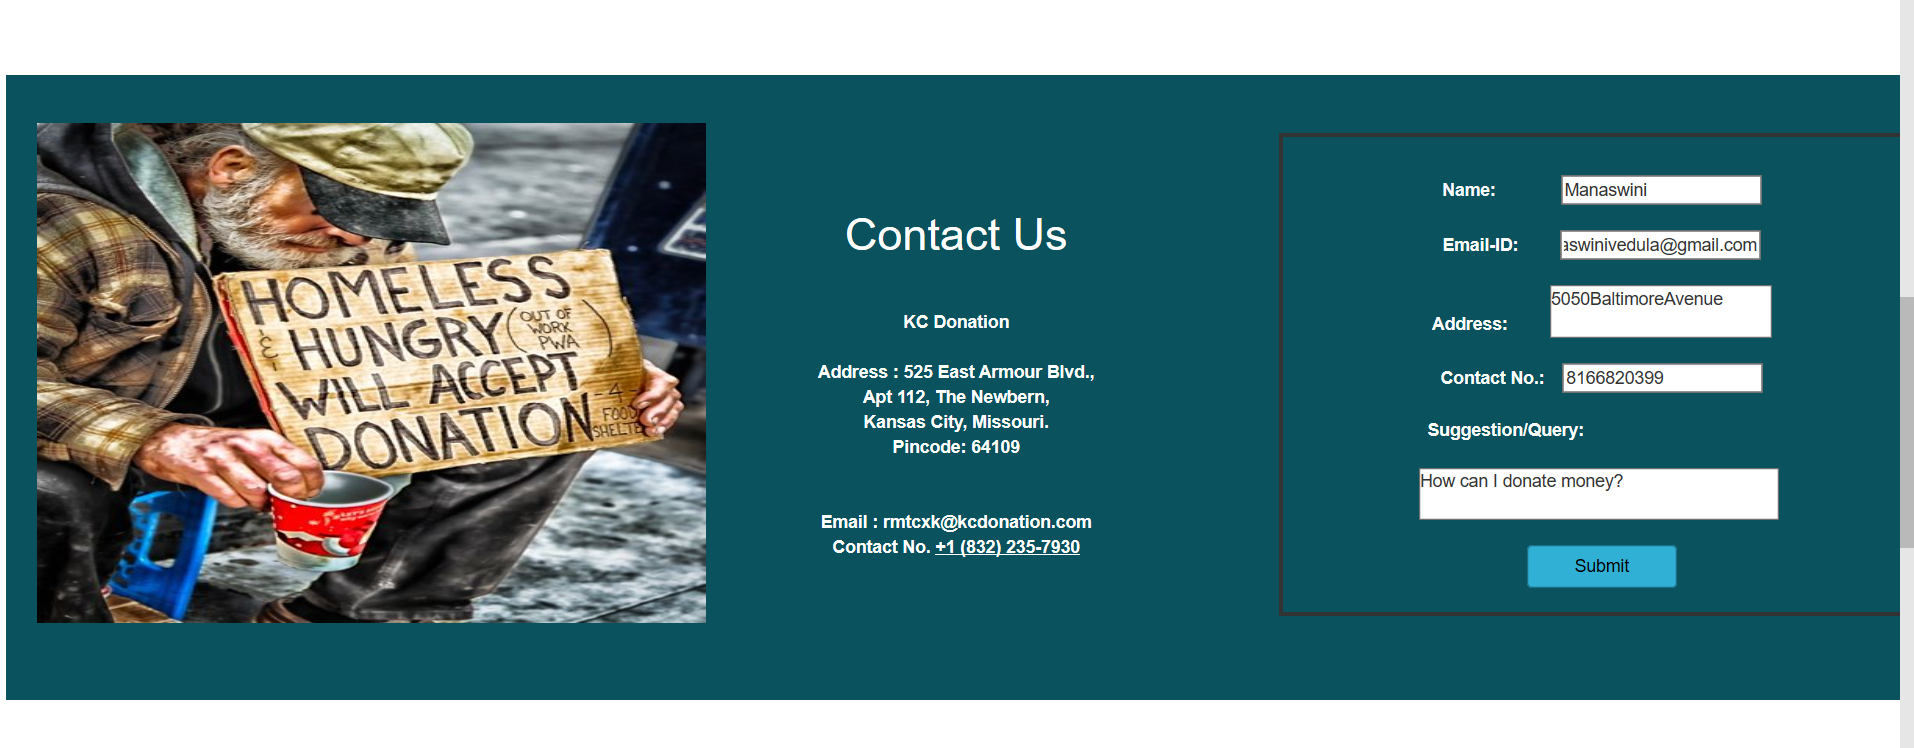 HOMELESS
& HUNGRY (OUT OF
WORK
PWA)
WILL ACCEPT
DONATION
-4-
FOOD
SHELTE
Contact Us
KC Donation
Address : 525 East Armour Blvd.,
Apt 112, The Newbern,
Kansas City, Missouri.
Pincode: 64109
Email : rmtcxk@kcdonation.com
Contact No. +1 (832) 235-7930
Name: Manaswini
Email-ID: aswinivedula@gmail.com
Address: 5050BaltimoreAvenue
Contact No.: 8166820399
Suggestion/Query:
How can I donate money?
Submit